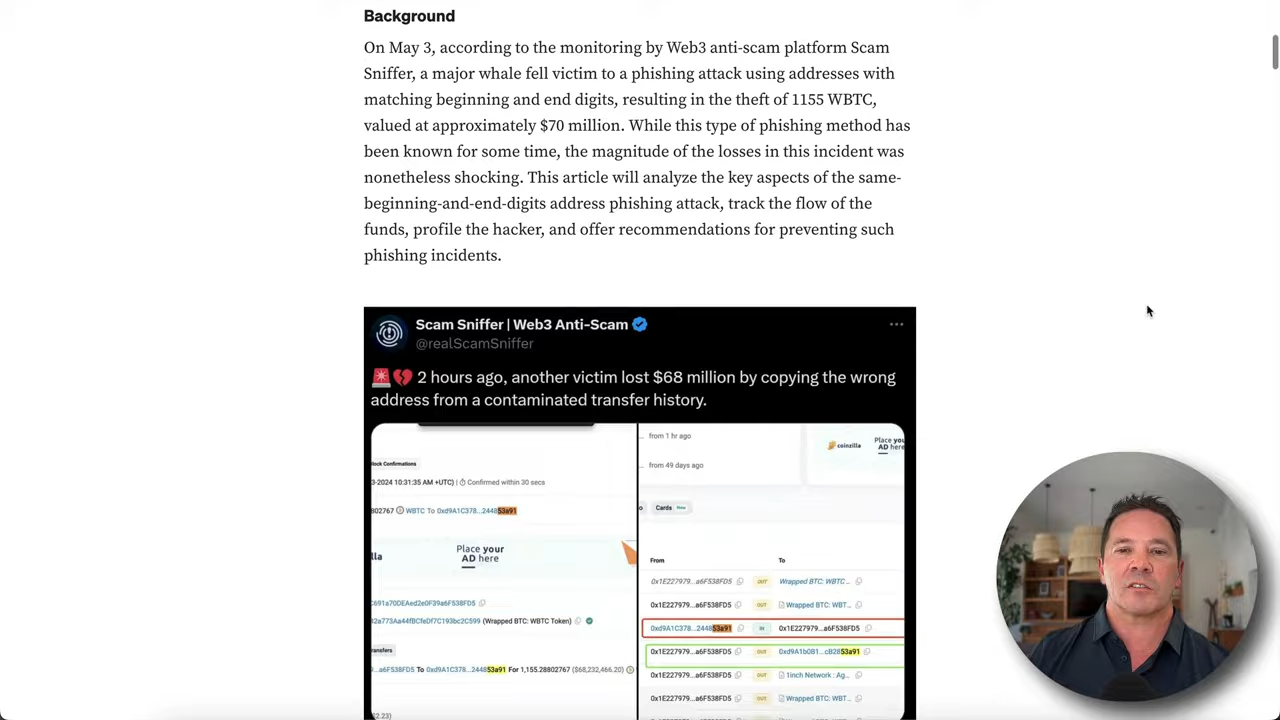 Background
On May 3, according to the monitoring by Web3 anti-scam platform Scam
Sniffer, a major whale fell victim to a phishing attack using addresses with
matching beginning and end digits, resulting in the theft of 1155 WBTC,
valued at approximately $70 million. While this type of phishing method has
been known for some time, the magnitude of the losses in this incident was
nonetheless shocking. This article will analyze the key aspects of the same-
beginning-and-end-digits address phishing attack, track the flow of the
funds, profile the hacker, and offer recommendations for preventing such
phishing incidents.
Scam Sniffer | Web3 Anti-Scam
@realScamSniffer
2 hours ago, another victim lost $68 million by copying the wrong
address from a contaminated transfer history.
lock Confirmations
3-2024 10:31:35 AM +UTC) | Confirmed within 30 secs
802767 WBTC To 0xd9A1C378...244853a91
lla
Place your
AD here
C691a70DEAed2e0F39a6F538FD5
(Wrapped BTC: WBTC Token)
ransfers
..a6F538FD5 To 0xd9A1C378...244853a91 For 1,155.28802767 ($68,232,466.20)
$2.23)
from 1 hr ago
from 49 days ago
coinzilla
Place you
AD here
Cards New
From To
0x1E227979...a6F538FD5 OUT Wrapped BTC: WBTC ...
0x1E227979...a6F538FD5 OUT Wrapped BTC: WBT...
0xd9A1C378...244853a91 IN 0x1E227979...a6F538FD5
0x1E227979...a6F538FD5 OUT 0xd9A1b0B1...cB2853a91
0x1E227979...a6F538FD5 OUT 1inch Network : Ag...
0x1E227979...a6F538FD5 OUT Wrapped BTC: WBT...